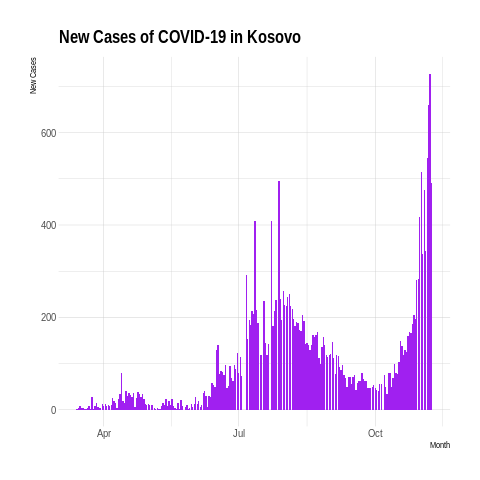 New Cases of COVID-19 in Kosovo
New Cases
600
400
200
0
Apr
Jul
Oct
Month